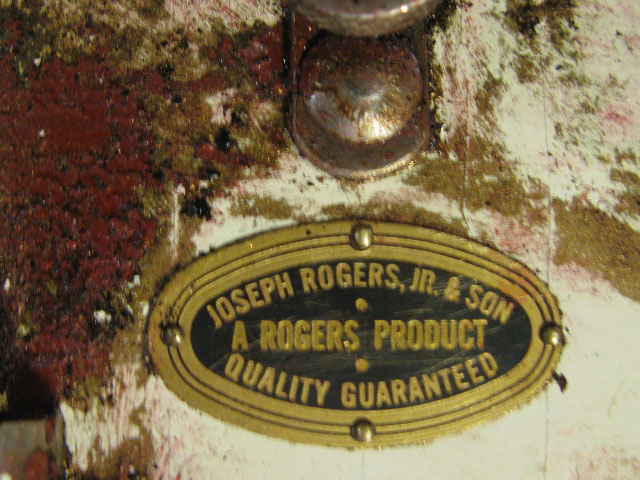 JOSEPH ROGERS, JR. & SON
A ROGERS PRODUCT
QUALITY GUARANTEED